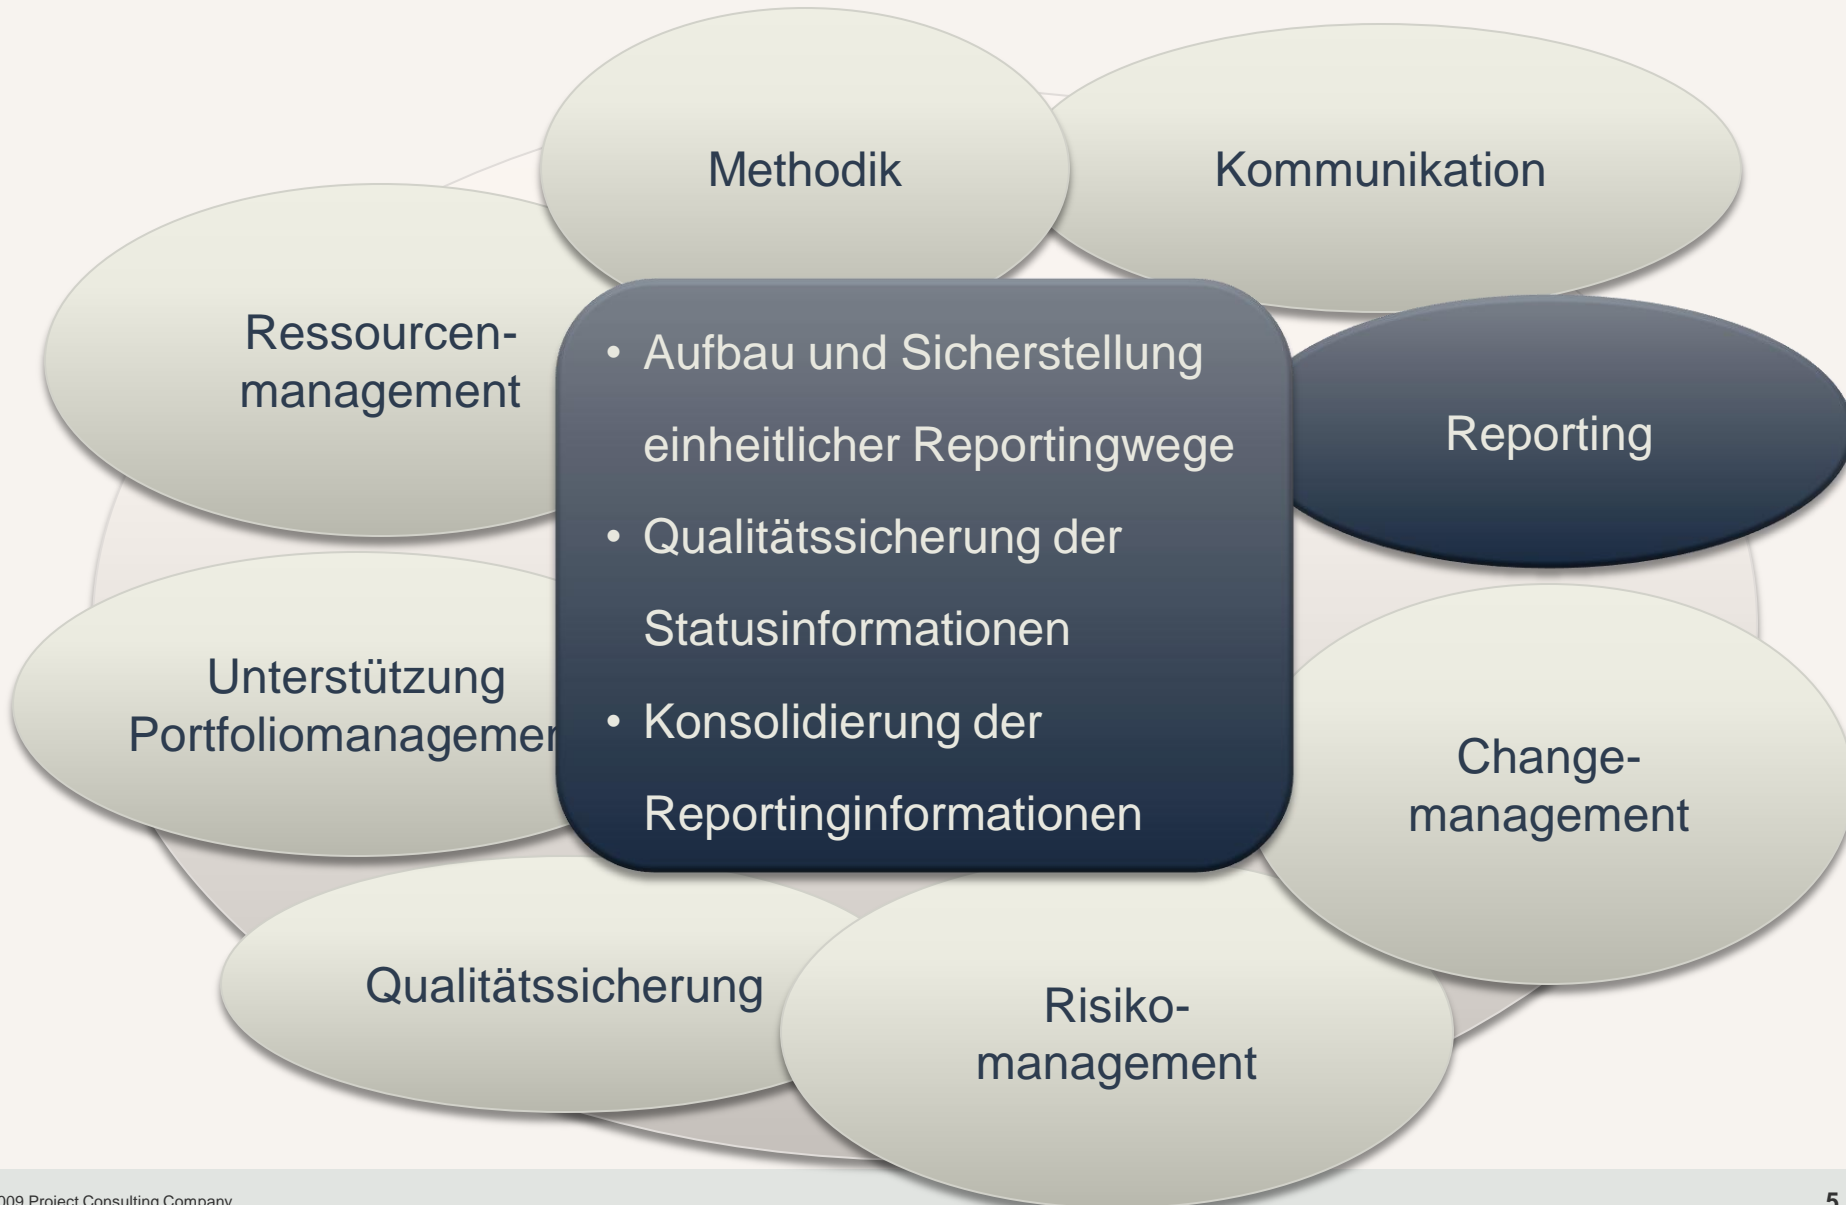 Methodik
Kommunikation
Ressourcen-
management
• Aufbau und Sicherstellung
einheitlicher Reportingwege
• Qualitätssicherung der
Statusinformationen
• Konsolidierung der
Reportinginformationen
Reporting
Unterstützung
Portfoliomanagemen
Change-
management
Qualitätssicherung
Risiko-
management
009 Project Consulting Company
5